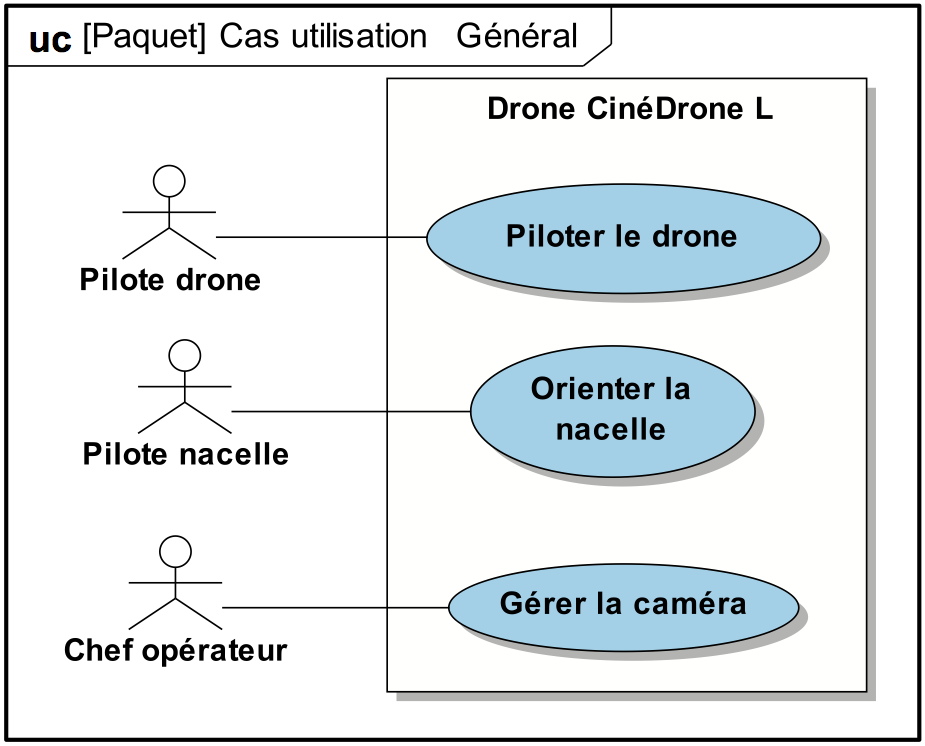 uc [Paquet] Cas utilisation Général
Drone CinéDrone L
Piloter le drone
Pilote drone
Orienter la
nacelle
Pilote nacelle
Gérer la caméra
Chef opérateur